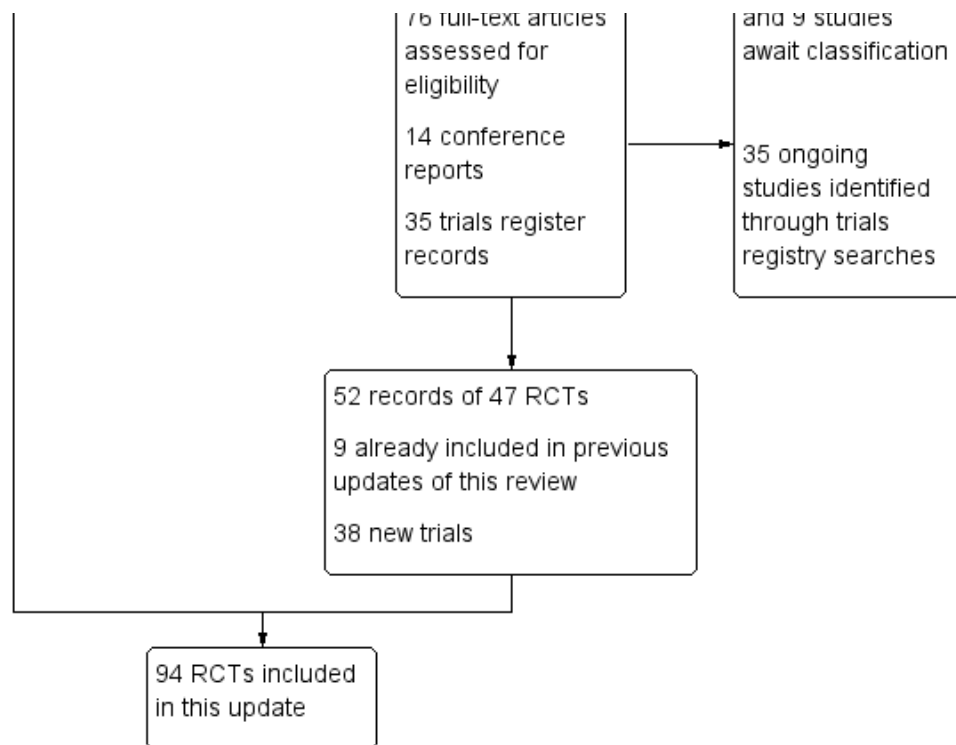 76 full-text articles
assessed for
eligibility
14 conference
reports
35 trials register
records
and 9 studies
await classification
35 ongoing
studies identified
through trials
registry searches
52 records of 47 RCTs
9 already included in previous
updates of this review
38 new trials
94 RCTs included
in this update